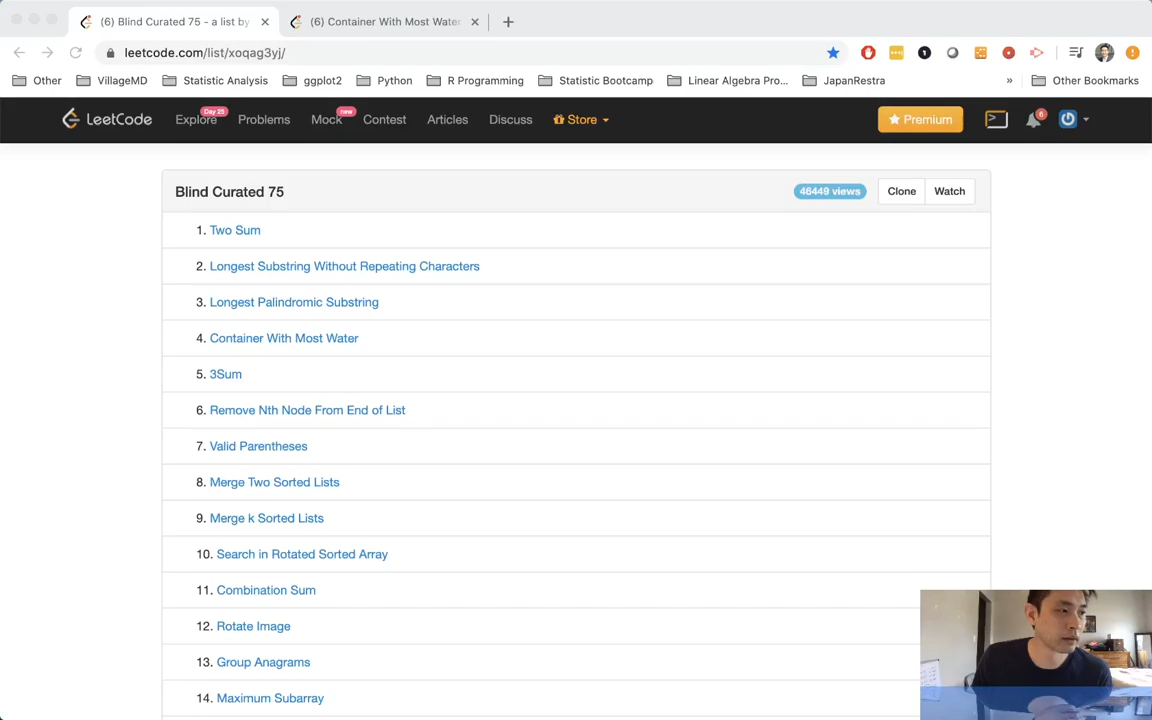 (6) Blind Curated 75 - a list by
(6) Container With Most Water
leetcode.com/list/xoqag3yj/
Other
VillageMD
Statistic Analysis
ggplot2
Python
R Programming
Statistic Bootcamp
Linear Algebra Pro...
JapanRestra
»
Other Bookmarks
LeetCode
Explore
Day 25
Problems
Mock
new
Contest
Articles
Discuss
Store
Premium
6
Blind Curated 75
46449 views
Clone
Watch
1. Two Sum
2. Longest Substring Without Repeating Characters
3. Longest Palindromic Substring
4. Container With Most Water
5. 3Sum
6. Remove Nth Node From End of List
7. Valid Parentheses
8. Merge Two Sorted Lists
9. Merge k Sorted Lists
10. Search in Rotated Sorted Array
11. Combination Sum
12. Rotate Image
13. Group Anagrams
14. Maximum Subarray